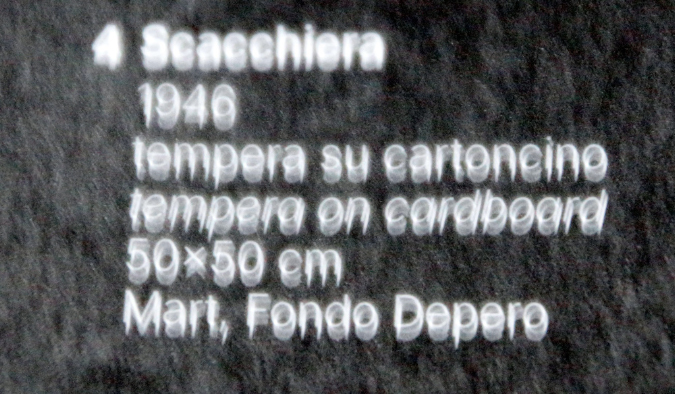 4 Scacchiera
1946
tempera su cartoncino
tempera on cardboard
50×50 cm
Mart, Fondo Depero